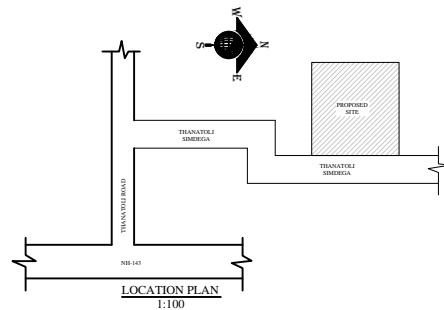 W
S
N
E
PROPOSED
SITE
THANATOLI
SIMDEGA
THANATOLI
SIMDEGA
THANATOLI ROAD
NH-143
LOCATION PLAN
1:100